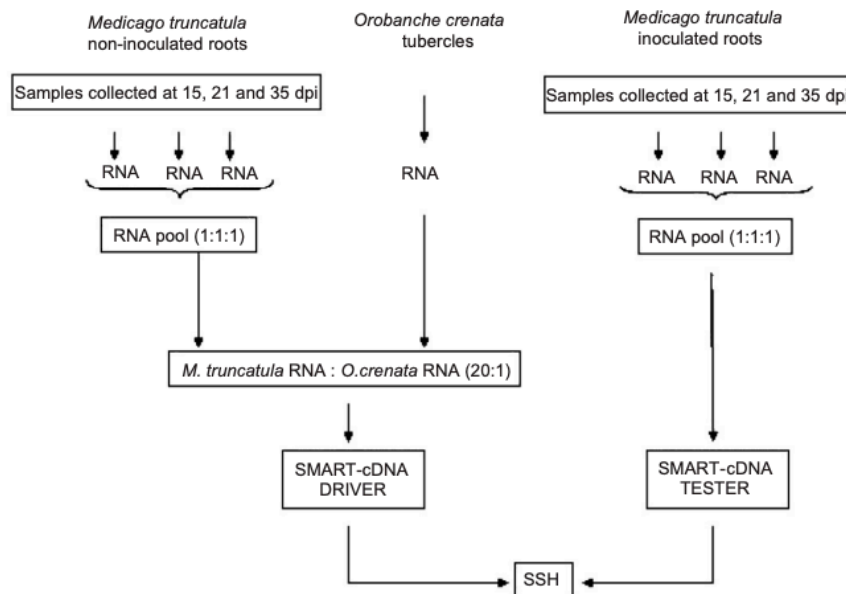 Medicago truncatula
non-inoculated roots
Orobanche crenata
tubercles
Medicago truncatula
inoculated roots
Samples collected at 15, 21 and 35 dpi
Samples collected at 15, 21 and 35 dpi
RNA RNA RNA
RNA
RNA RNA RNA
RNA pool (1:1:1)
RNA pool (1:1:1)
M. truncatula RNA : O.crenata RNA (20:1)
SMART-cDNA
DRIVER
SMART-cDNA
TESTER
SSH